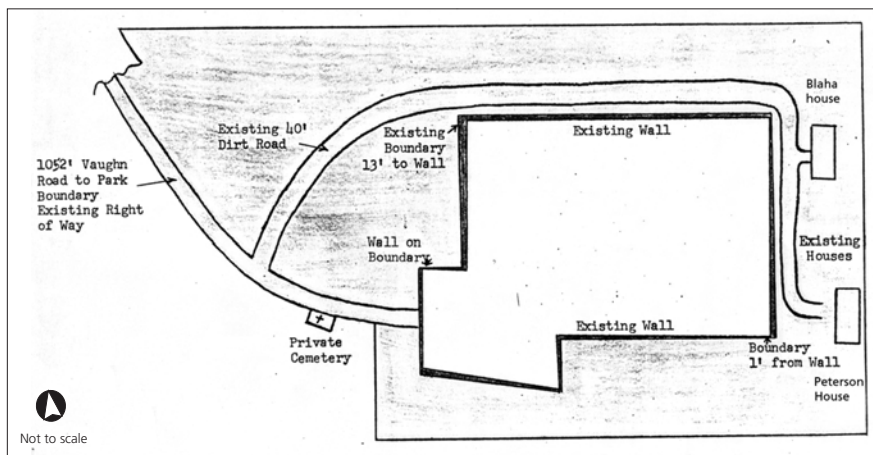 Blaha
house
Existing 40'
Dirt Road
Existing
Boundary
13' to Wall
Existing Wall
1052' Vaughn
Road to Park
Boundary
Existing Right
of Way
Wall on
Boundary
Existing
Houses
Existing Wall
Private
Cemetery
Boundary
1' from Wall
Peterson
House
Not to scale